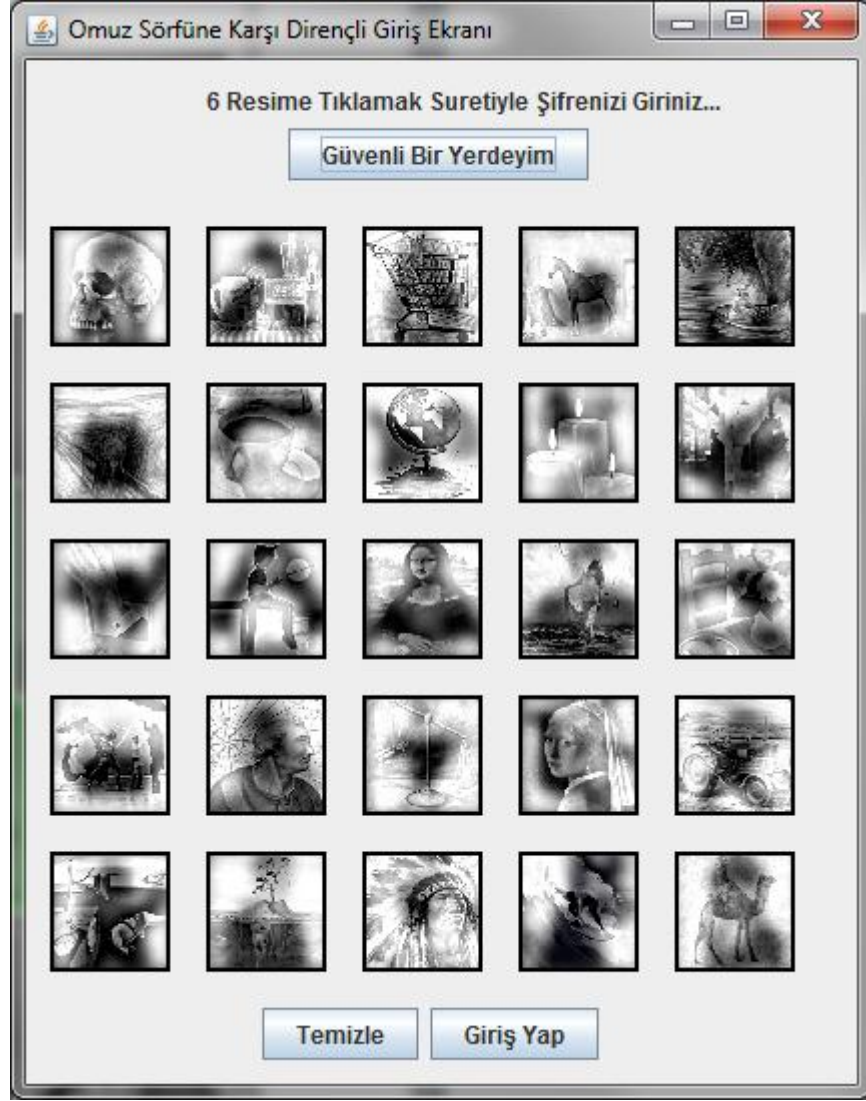 Omuz Sörfüne Karşı Dirençli Giriş Ekranı
6 Resime Tıklamak Suretiyle Şifrenizi Giriniz...
Güvenli Bir Yerdeyim
Temizle
Giriş Yap